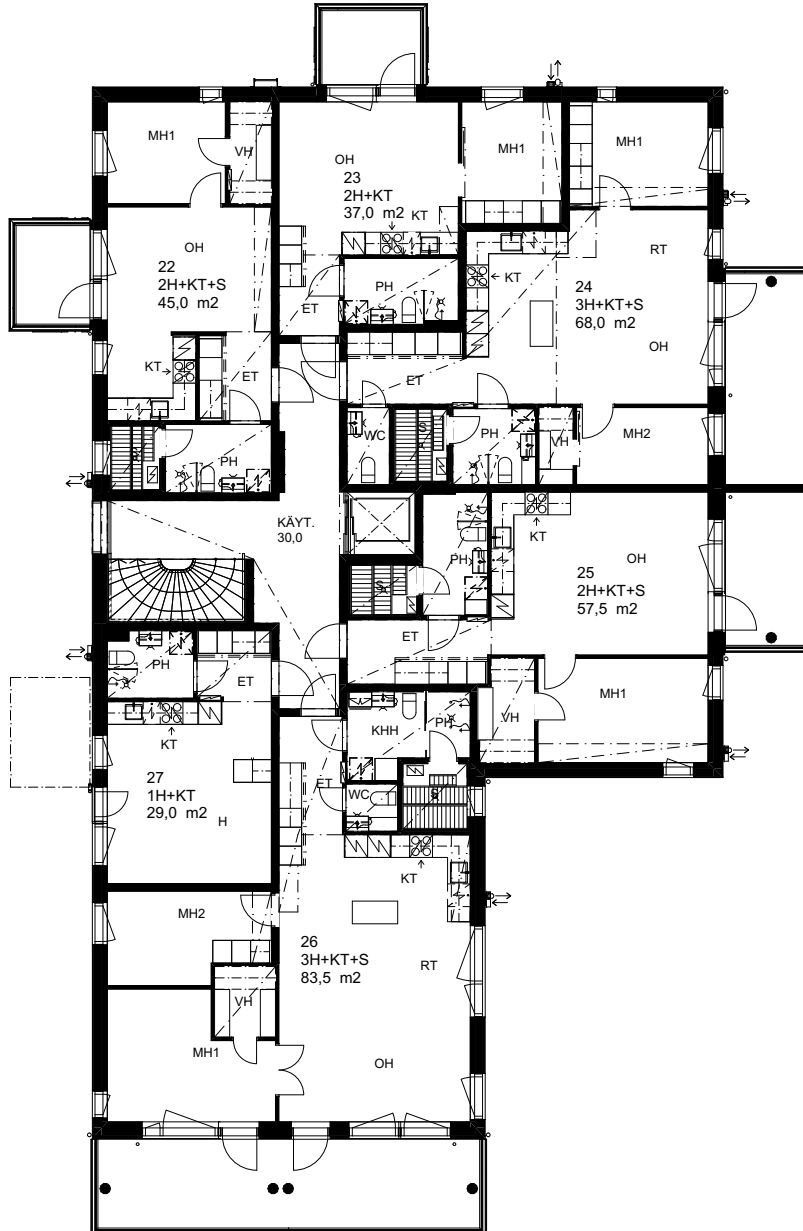 MH1
VH
OH
23
2H+KT
37,0 m2
KT
MH1
MH1
OH
22
2H+KT+S
45,0 m2
KT
ET
ET
PH
RT
KT
24
3H+KT+S
68,0 m2
OH
ET
S
PH
WC
S
PH
VH
MH2
KÄYT.
30,0
PH
KT
OH
25
2H+KT+S
57,5 m2
S
ET
PH
ET
KT
VH
MH1
KHH
PH
27
1H+KT
29,0 m2
H
ET
WC
S
KT
MH2
26
3H+KT+S
83,5 m2
RT
VH
MH1
OH